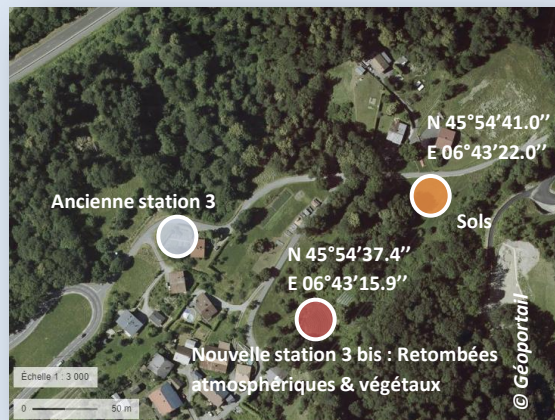 N 45°54’41.0’’
E 06°43’22.0’’
Ancienne station 3
Sols
N 45°54’37.4’’
E 06°43’15.9’’
Nouvelle station 3 bis : Retombées
atmosphériques & végétaux
© Géoportail
Échelle 1 : 3 000
0 50 m